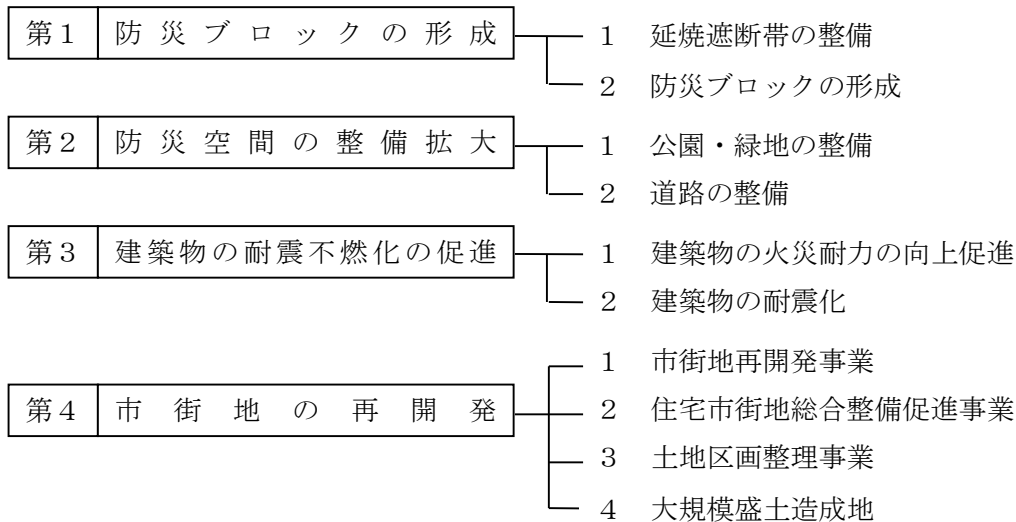 第１ 防災ブロックの形成
１ 延焼遮断帯の整備
２ 防災ブロックの形成
第２ 防災空間の整備拡大
１ 公園・緑地の整備
２ 道路の整備
第３ 建築物の耐震不燃化の促進
１ 建築物の火災耐力の向上促進
２ 建築物の耐震化
第４ 市街地の再開発
１ 市街地再開発事業
２ 住宅市街地総合整備促進事業
３ 土地区画整理事業
４ 大規模盛土造成地